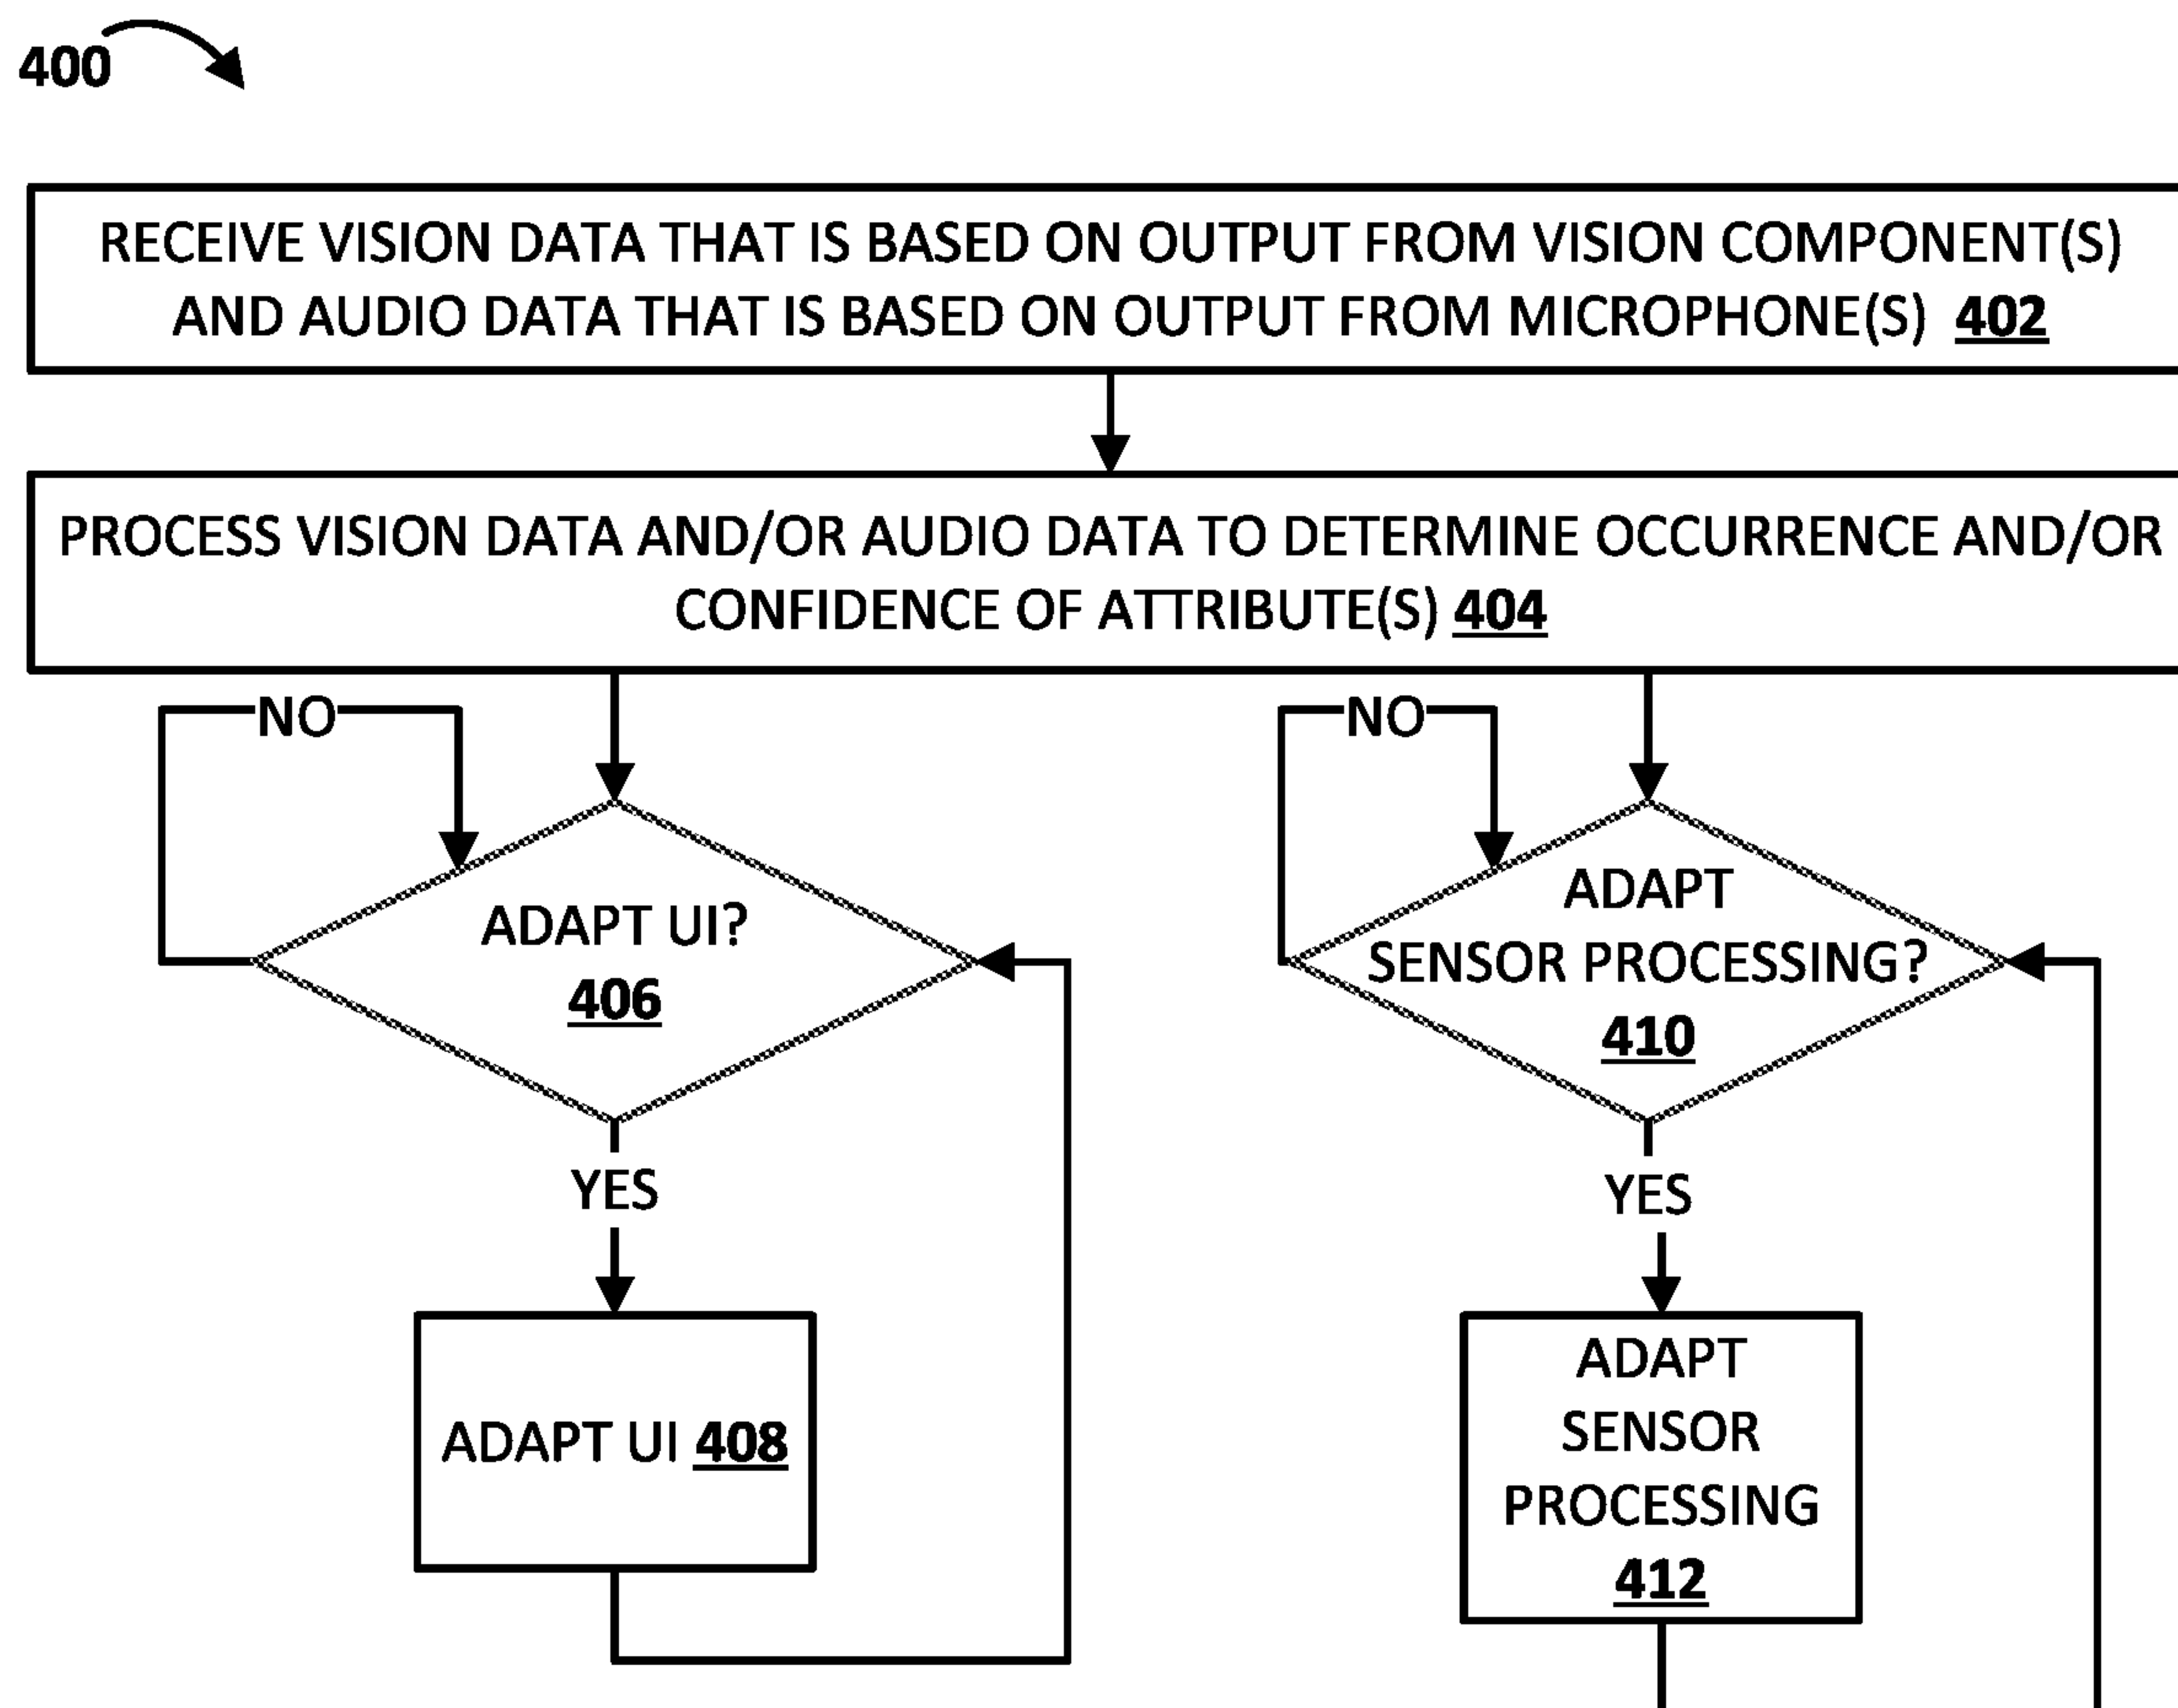 400
RECEIVE VISION DATA THAT IS BASED ON OUTPUT FROM VISION COMPONENT(S)
AND AUDIO DATA THAT IS BASED ON OUTPUT FROM MICROPHONE(S) 402
PROCESS VISION DATA AND/OR AUDIO DATA TO DETERMINE OCCURRENCE AND/OR
CONFIDENCE OF ATTRIBUTE(S) 404
NO
ADAPT UI?
406
YES
ADAPT UI 408
NO
ADAPT
SENSOR PROCESSING?
410
YES
ADAPT
SENSOR
PROCESSING
412